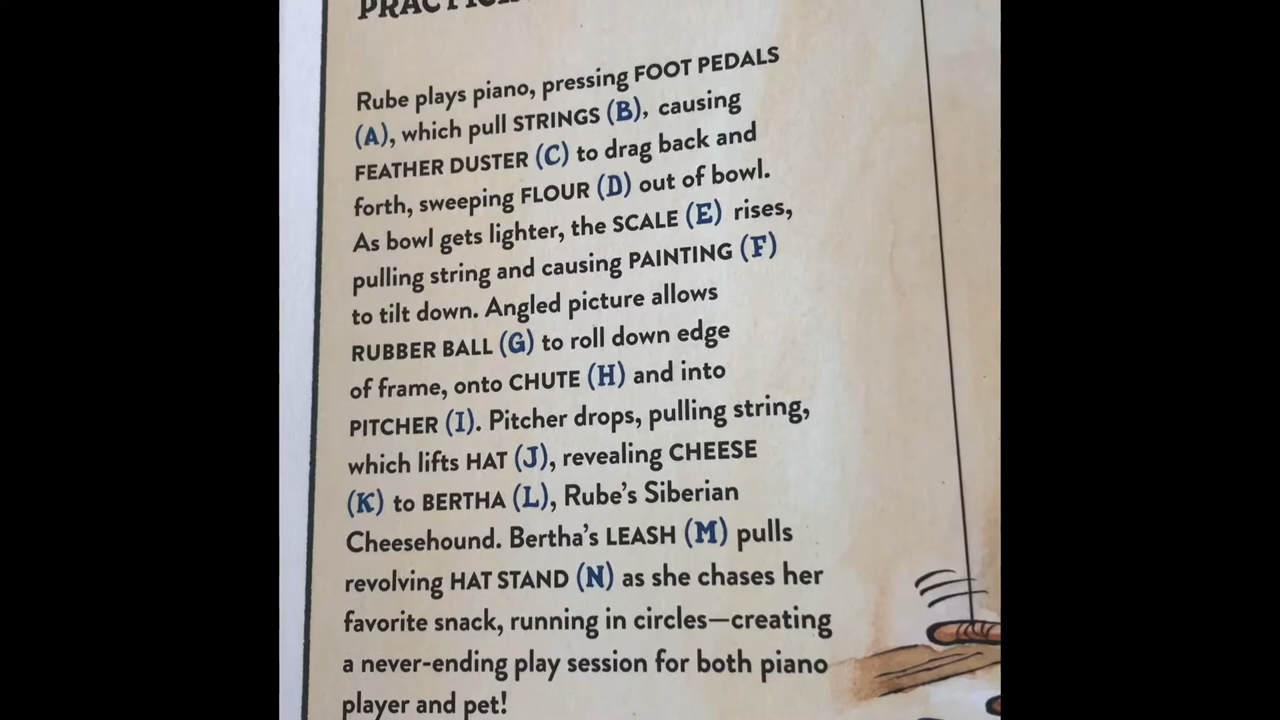 Rube plays piano, pressing FOOT PEDALS
(A), which pull STRINGS (B), causing
FEATHER DUSTER (C) to drag back and
forth, sweeping FLOUR (D) out of bowl.
As bowl gets lighter, the SCALE (E) rises,
pulling string and causing PAINTING (F)
to tilt down. Angled picture allows
RUBBER BALL (G) to roll down edge
of frame, onto CHUTE (H) and into
PITCHER (I). Pitcher drops, pulling string,
which lifts HAT (J), revealing CHEESE
(K) to BERTHA (L), Rube’s Siberian
Cheesehound. Bertha’s LEASH (M) pulls
revolving HAT STAND (N) as she chases her
favorite snack, running in circles—creating
a never-ending play session for both piano
player and pet!